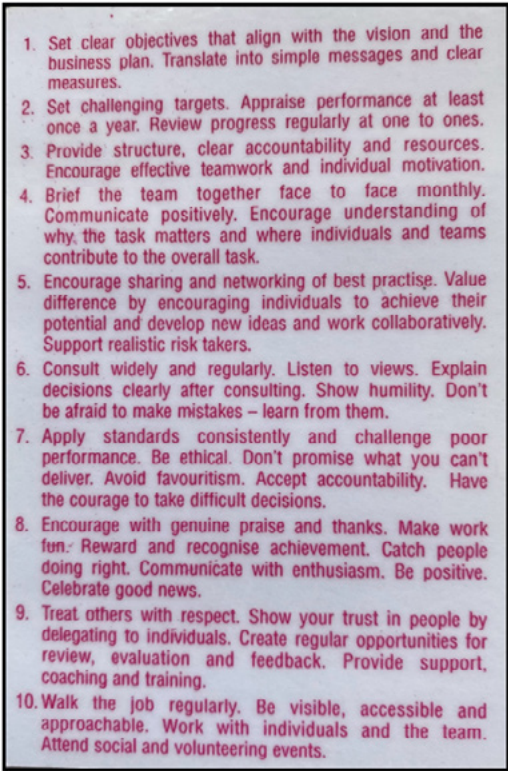 1. Set clear objectives that align with the vision and the
business plan. Translate into simple messages and clear
measures.
2. Set challenging targets. Appraise performance at least
once a year. Review progress regularly at one to ones.
3. Provide structure, clear accountability and resources.
Encourage effective teamwork and individual motivation.
4. Brief the team together face to face monthly.
Communicate positively. Encourage understanding of
why the task matters and where individuals and teams
contribute to the overall task.
5. Encourage sharing and networking of best practise. Value
difference by encouraging individuals to achieve their
potential and develop new ideas and work collaboratively.
Support realistic risk takers.
6. Consult widely and regularly. Listen to views. Explain
decisions clearly after consulting. Show humility. Don't
be afraid to make mistakes – learn from them.
7. Apply standards consistently and challenge poor
performance. Be ethical. Don't promise what you can't
deliver. Avoid favouritism. Accept accountability. Have
the courage to take difficult decisions.
8. Encourage with genuine praise and thanks. Make work
fun. Reward and recognise achievement. Catch people
doing right. Communicate with enthusiasm. Be positive.
Celebrate good news.
9. Treat others with respect. Show your trust in people by
delegating to individuals. Create regular opportunities for
review, evaluation and feedback. Provide support,
coaching and training.
10. Walk the job regularly. Be visible, accessible and
approachable. Work with individuals and the team.
Attend social and volunteering events.